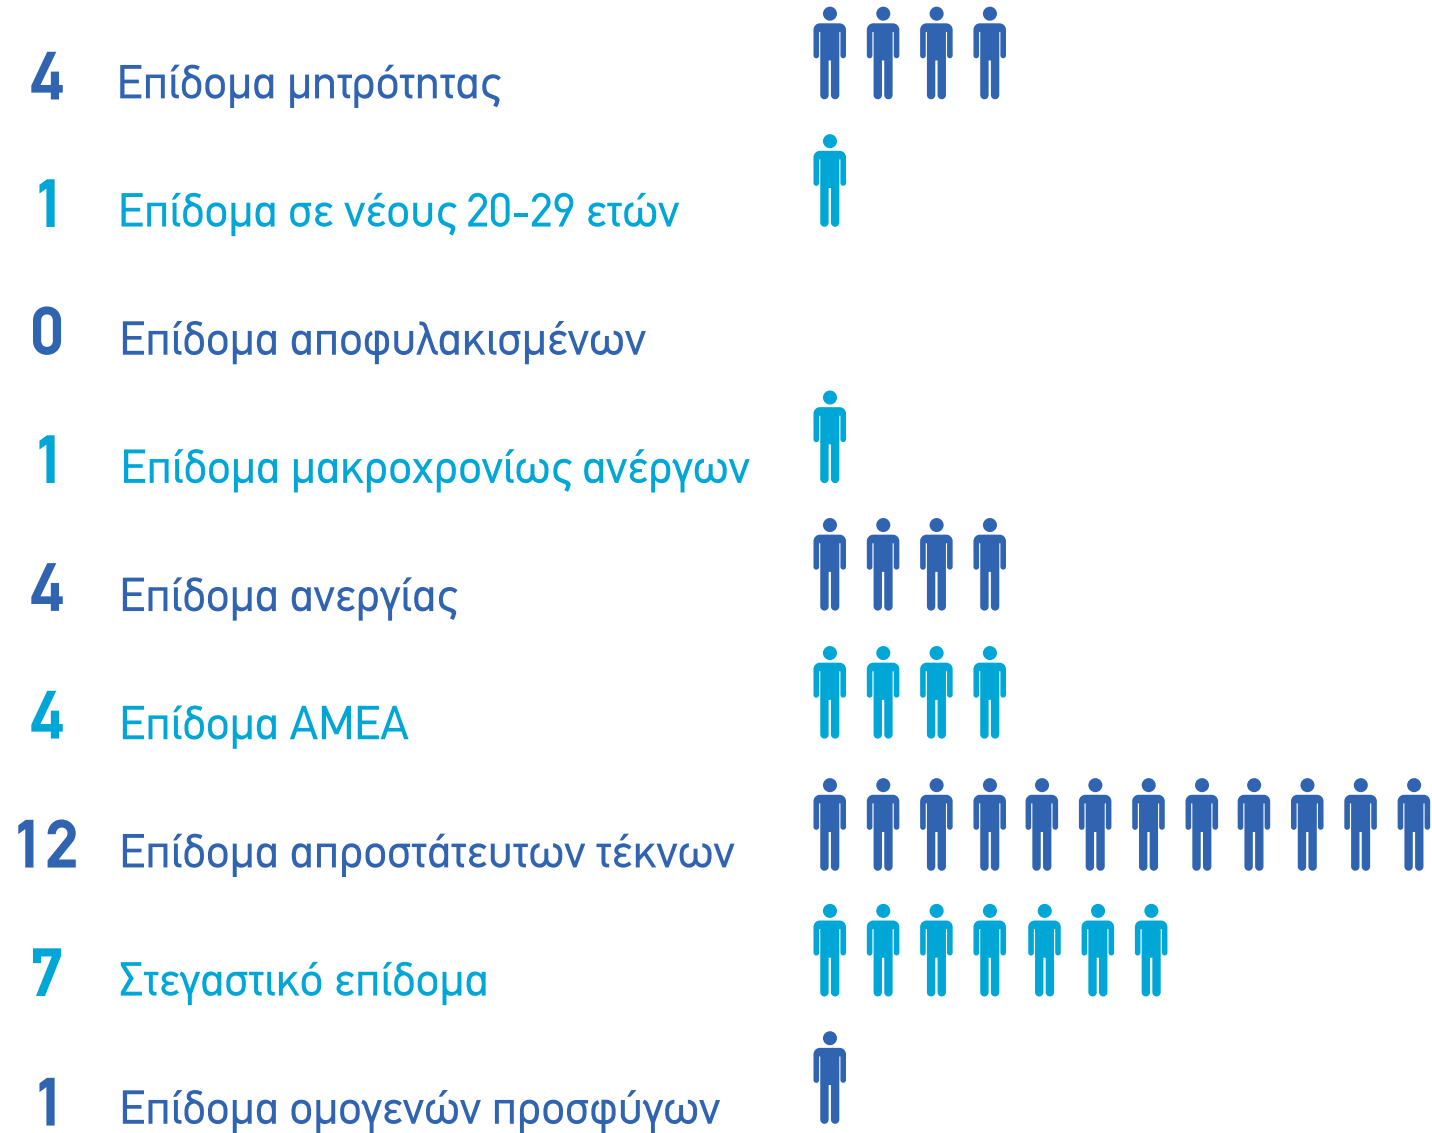 4 Επίδομα μητρότητας
1 Επίδομα σε νέους 20-29 ετών
0 Επίδομα αποφυλακισμένων
1 Επίδομα μακροχρονίως ανέργων
4 Επίδομα ανεργίας
4 Επίδομα ΑΜΕΑ
12 Επίδομα απροστάτευτων τέκνων
7 Στεγαστικό επίδομα
1 Επίδομα ομογενών προσφύγων